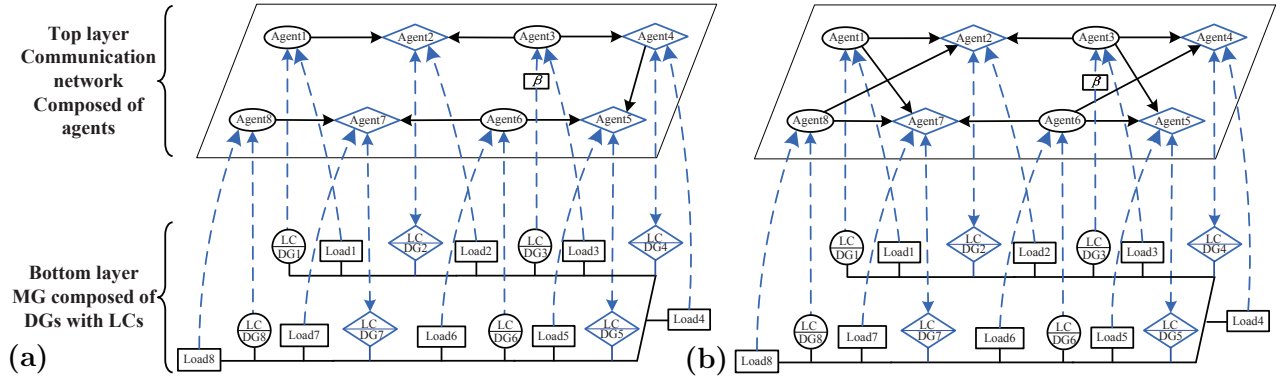 Top layer
Communication
network
Composed of
agents
Agent1
Agent2
Agent3
Agent4
β
Agent8
Agent7
Agent6
Agent5
Bottom layer
MG composed of
DGs with LCs
LC
DG1
Load1
LC
DG2
Load2
LC
DG3
Load3
LC
DG4
Load8
LC
DG8
Load7
LC
DG7
Load6
LC
DG6
Load5
LC
DG5
Load4
(a)
Agent1
Agent2
Agent3
Agent4
β
Agent8
Agent7
Agent6
Agent5
LC
DG1
Load1
LC
DG2
Load2
LC
DG3
Load3
LC
DG4
Load8
LC
DG8
Load7
LC
DG7
Load6
LC
DG6
Load5
LC
DG5
Load4
(b)